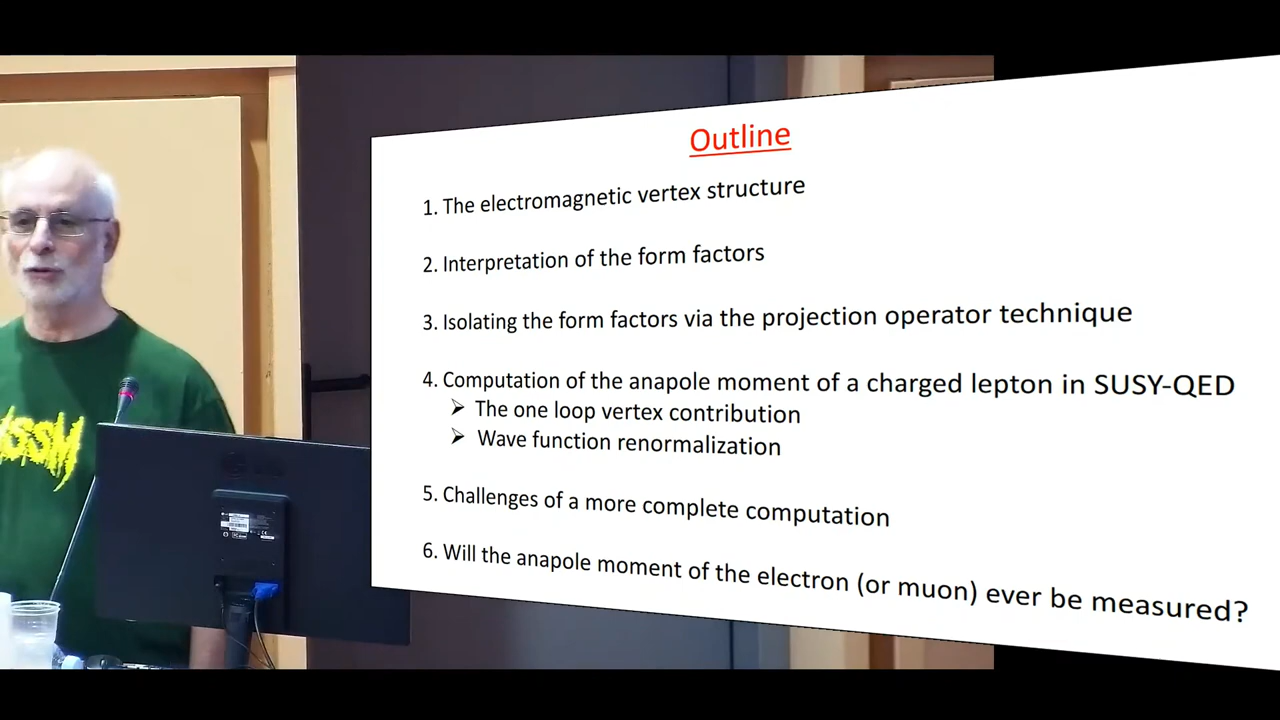 Outline
1. The electromagnetic vertex structure
2. Interpretation of the form factors
3. Isolating the form factors via the projection operator technique
4. Computation of the anapole moment of a charged lepton in SUSY-QED
➢ The one loop vertex contribution
➢ Wave function renormalization
5. Challenges of a more complete computation
6. Will the anapole moment of the electron (or muon) ever be measured?